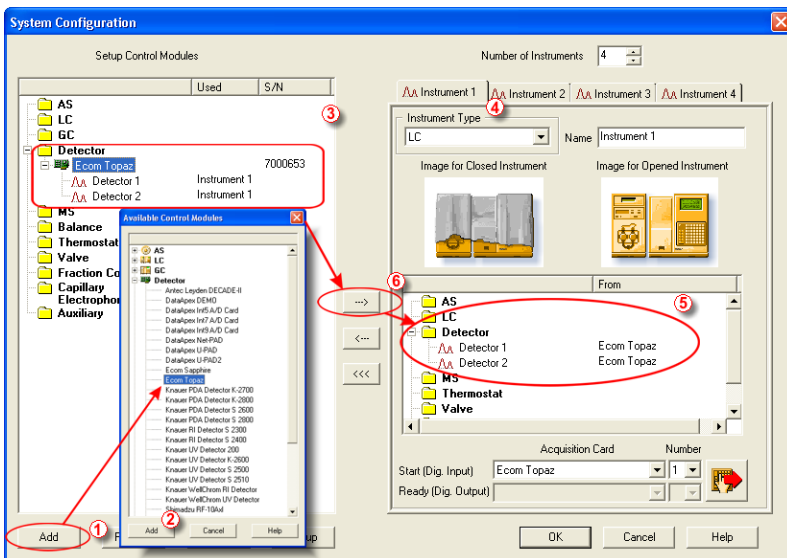 System Configuration
Setup Control Modules
Used S/N
AS
LC
GC
Detector
Ecom Topaz 7000653
Detector 1 Instrument 1
Detector 2 Instrument 1
MS
Balance
Thermostat
Valve
Fraction Co
Capillary
Electrophor
Auxiliary
3
Available Control Modules
AS
LC
GC
Detector
Antec Leyden DECADE-II
DataApex DEMO
DataApex Int5 A/D Card
DataApex Int7 A/D Card
DataApex Int9 A/D Card
DataApex Net-PAD
DataApex U-PAD
DataApex U-PAD2
Ecom Sapphire
Ecom Topaz
Knauer PDA Detector K-2700
Knauer PDA Detector K-2800
Knauer PDA Detector S 2600
Knauer PDA Detector S 2800
Knauer RI Detector S 2300
Knauer RI Detector S 2400
Knauer UV Detector 200
Knauer UV Detector K-2600
Knauer UV Detector S 2500
Knauer UV Detector S 2510
Knauer WellChrom RI Detector
Knauer WellChrom UV Detector
Shimadzu RF-10Axl
2
Add Cancel Help
Add
1
up
--->
<---
<<<
6
Number of Instruments 4
Instrument 1 Instrument 2 Instrument 3 Instrument 4
4
Instrument Type
LC
Name Instrument 1
Image for Closed Instrument Image for Opened Instrument
From
5
AS
LC
Detector
Detector 1 Ecom Topaz
Detector 2 Ecom Topaz
MS
Thermostat
Valve
Acquisition Card Number
Start (Dig. Input) Ecom Topaz 1
Ready (Dig. Output)
OK Cancel Help